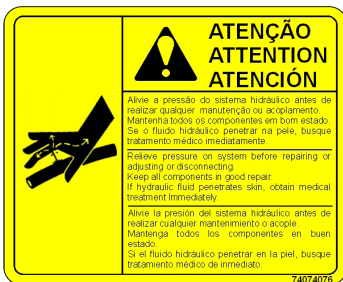 ATENÇÃO
ATTENTION
ATENCIÓN
Alivie a pressão do sistema hidráulico antes de
realizar qualquer manutenção ou acoplamento.
Mantenha todos os componentes em bom estado.
Se o fluido hidráulico penetrar na pele, busque
tratamento médico imediatamente.
Relieve pressure on system before repairing or
adjusting or disconnecting.
Keep all components in good repair.
If hydraulic fluid penetrates skin, obtain medical
treatment Immediately.
Alivie la presión del sistema hidráulico antes de
realizar cualquier mantenimiento o acople.
Mantenga todos los componentes en buen
estado.
Si el fluido hidráulico penetrar en la piel, busque
tratamiento médico de inmediato.
74074076